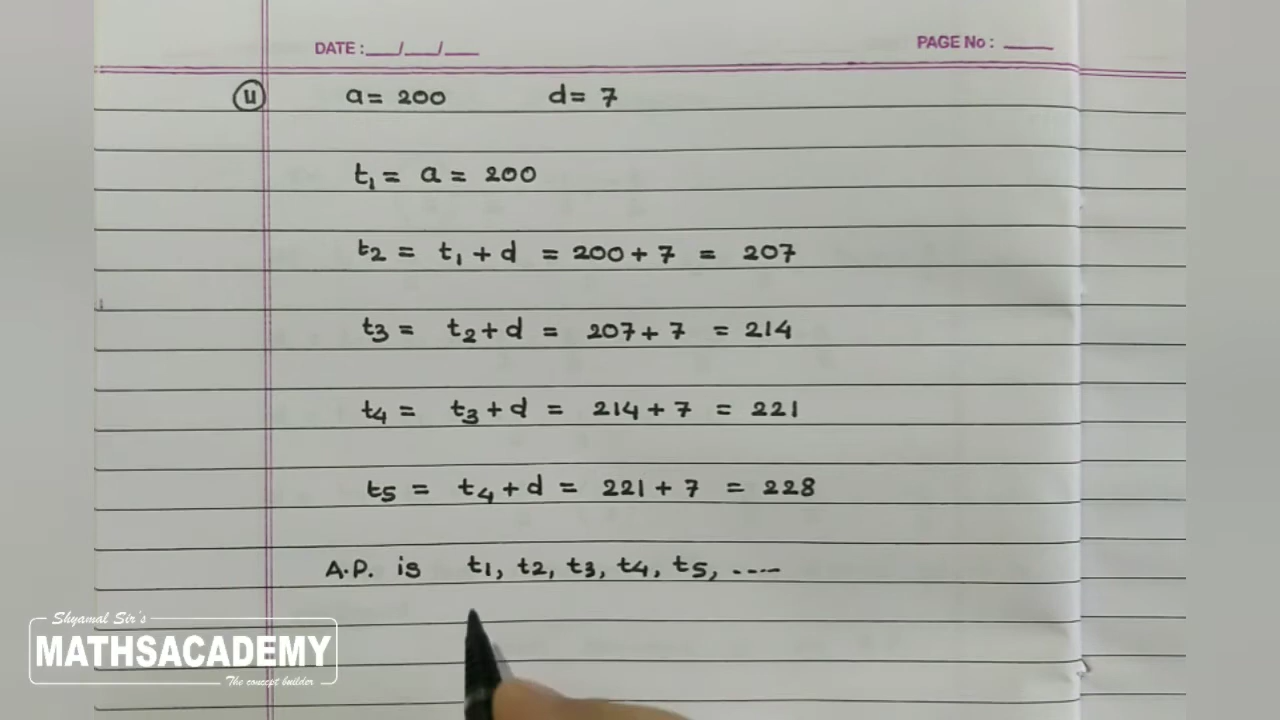 DATE :___/___/___ PAGE No : _____
a = 200 d = 7
t₁ = a = 200
t2 = t₁ + d = 200 + 7 = 207
t3 = t2 + d = 207 + 7 = 214
t4 = t3 + d = 214 + 7 = 221
t5 = t4 + d = 221 + 7 = 228
A.P. is t1, t2, t3, t4, t5, ----
Shyamal Sir's
MATHSACADEMY
The concept builder